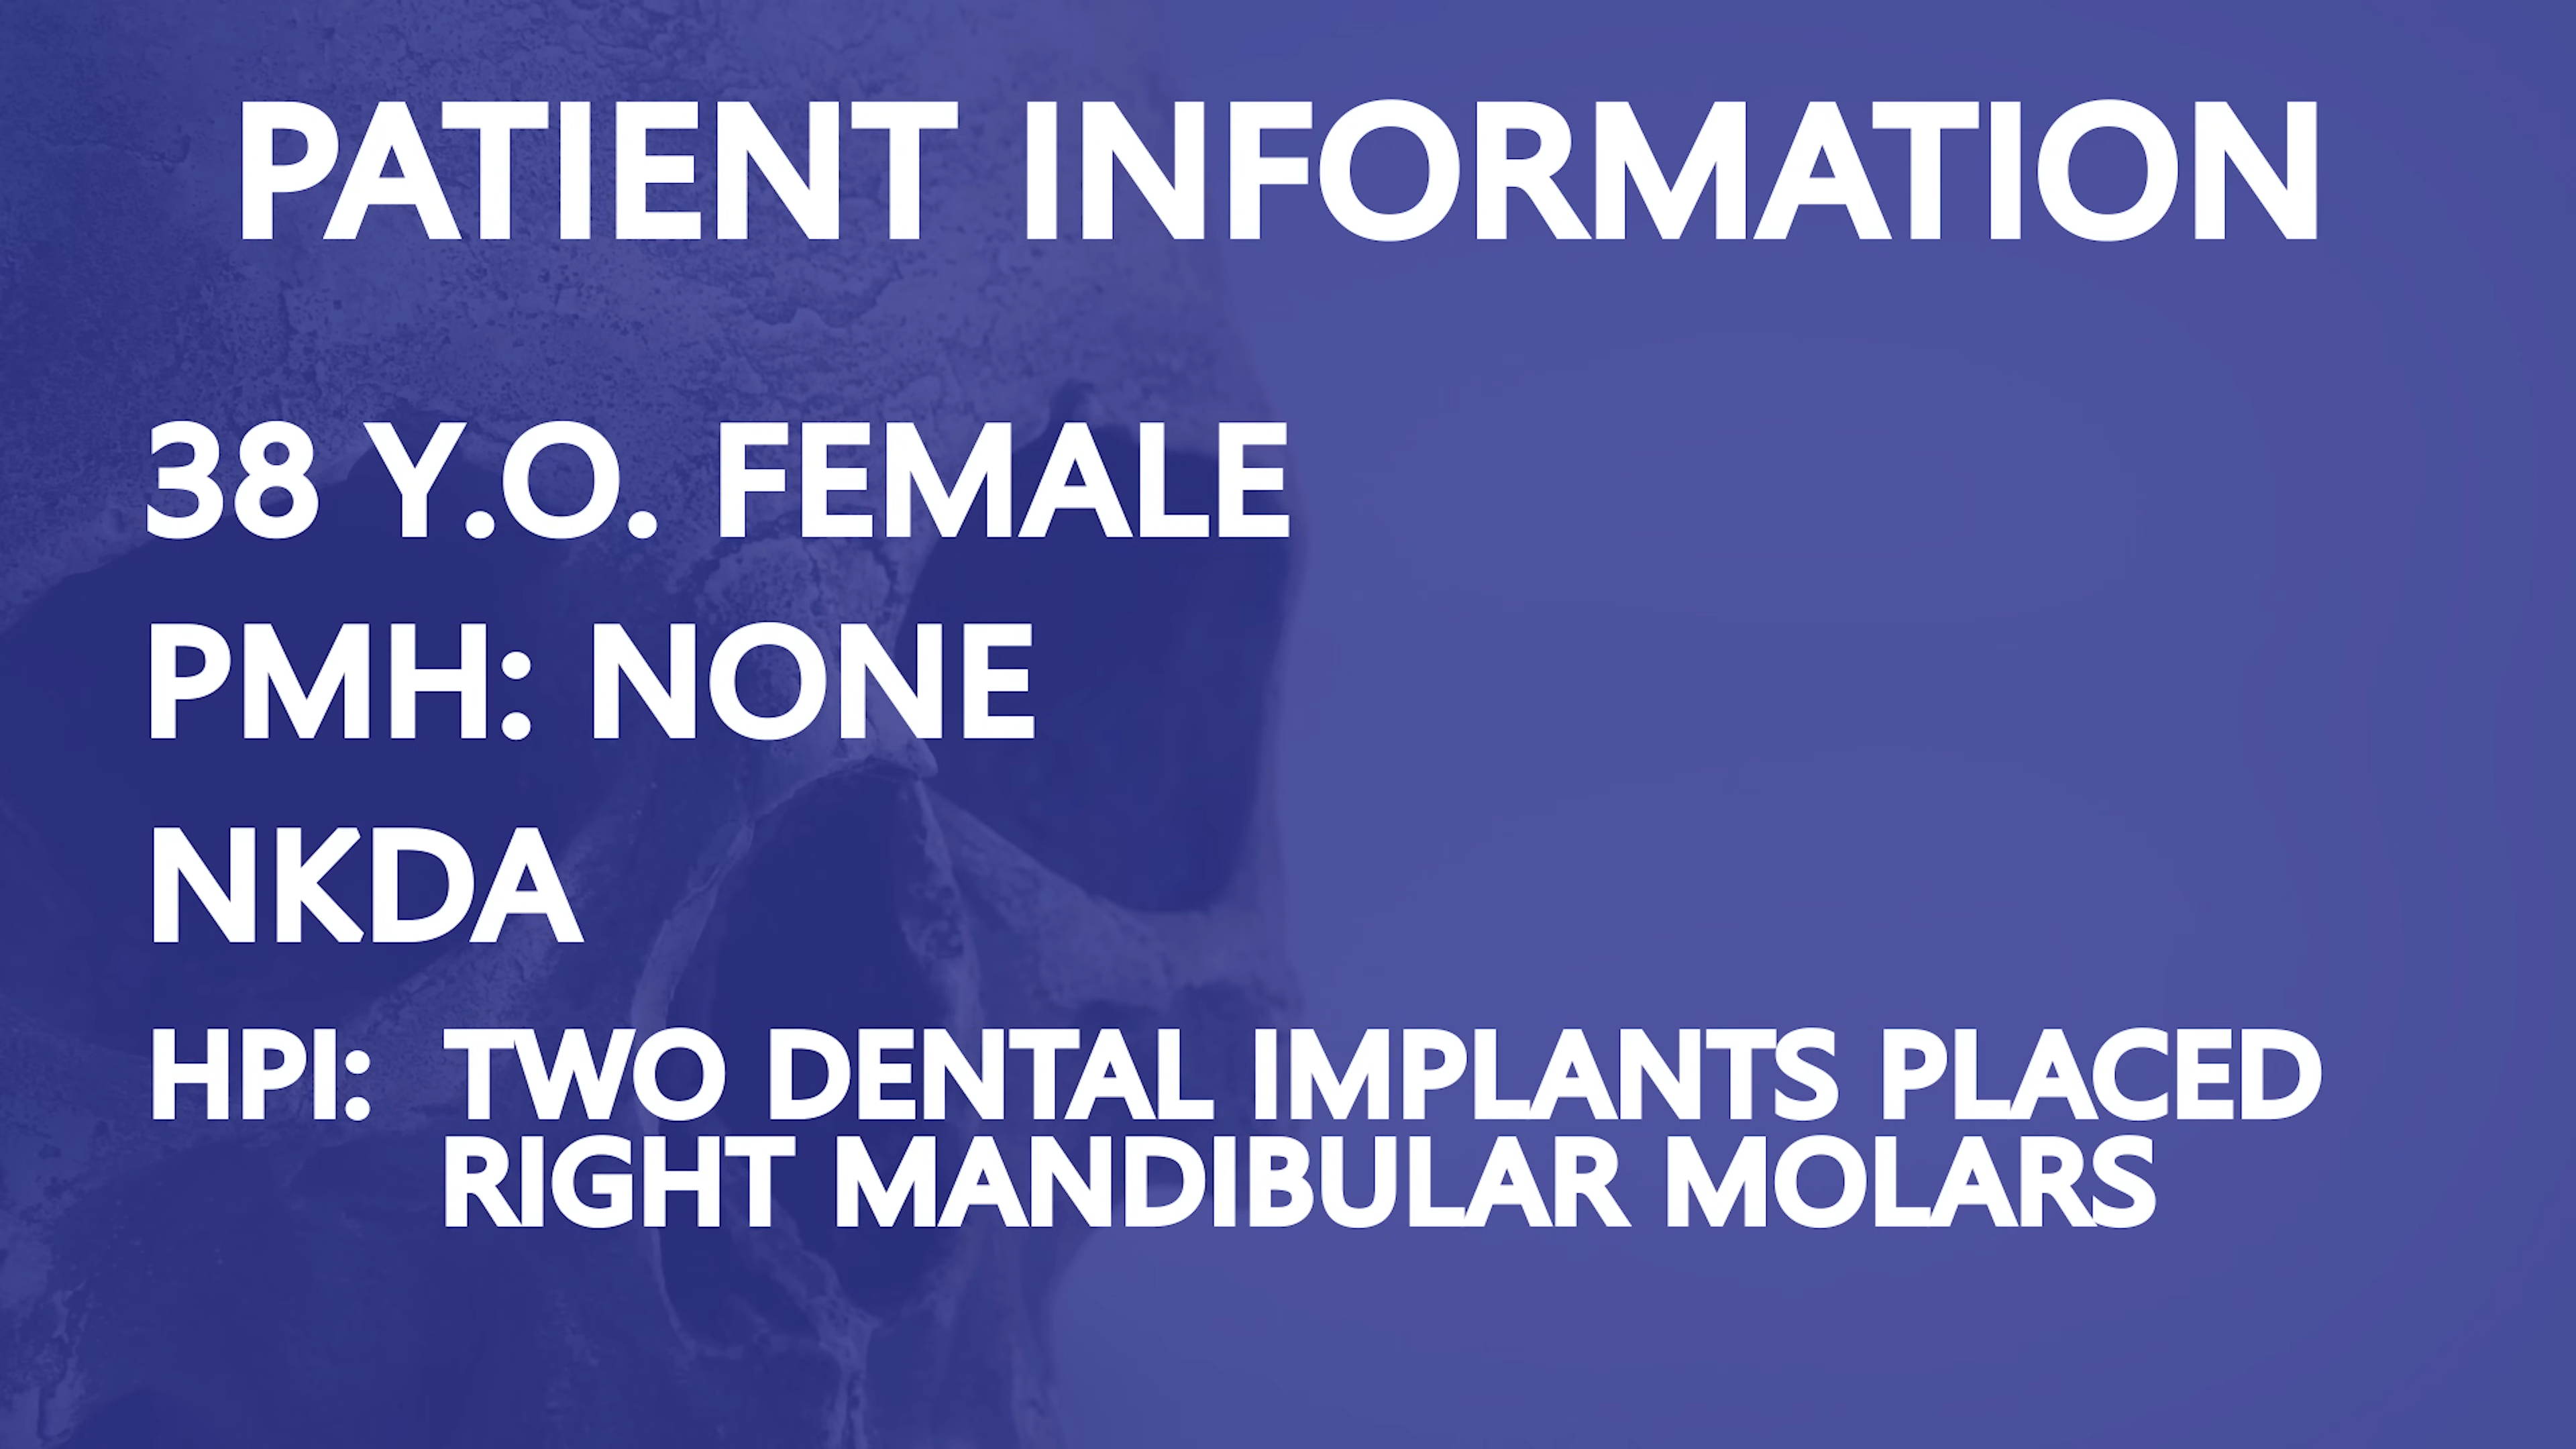 PATIENT INFORMATION
38 Y.O. FEMALE
PMH: NONE
NKDA
HPI: TWO DENTAL IMPLANTS PLACED
RIGHT MANDIBULAR MOLARS